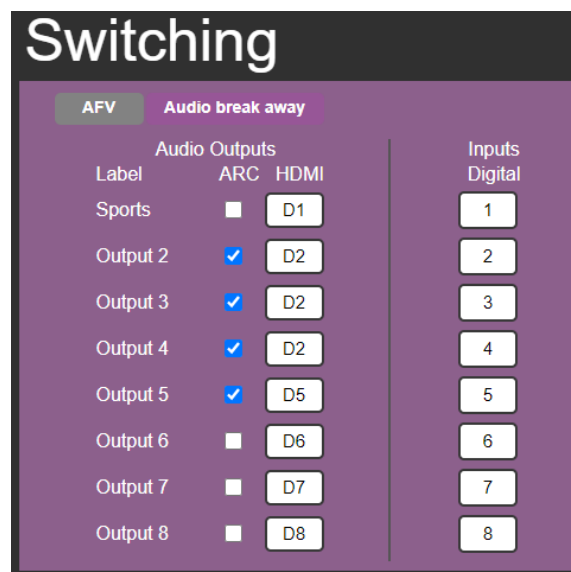 Switching
AFV Audio break away
Audio Outputs Inputs
Label ARC HDMI Digital
Sports D1 1
Output 2 D2 2
Output 3 D2 3
Output 4 D2 4
Output 5 D5 5
Output 6 D6 6
Output 7 D7 7
Output 8 D8 8